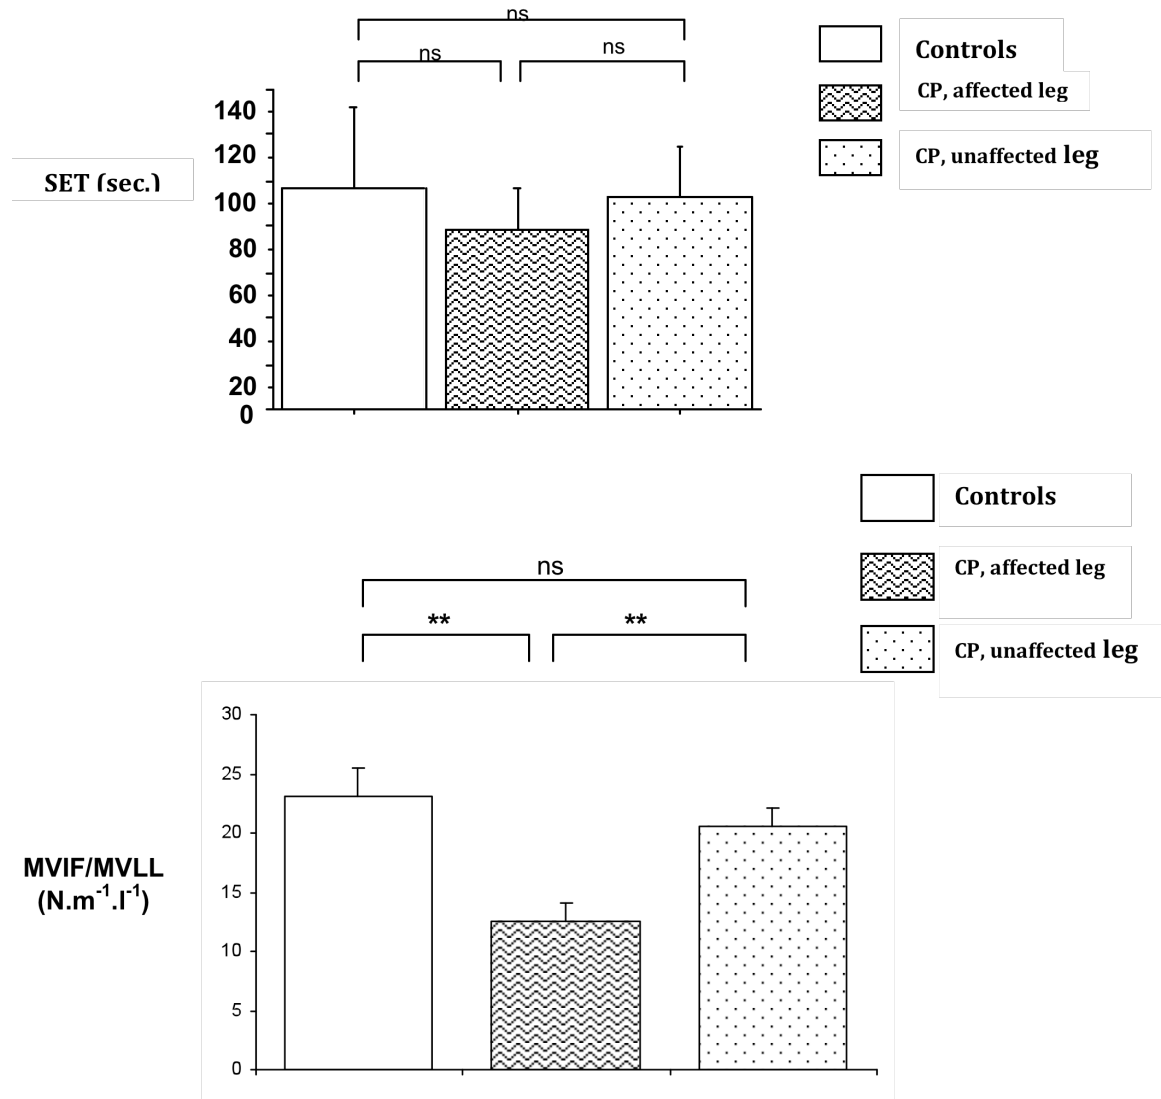 ns
ns
ns
Controls
CP, affected leg
CP, unaffected leg
SET (sec.)
140
120
100
80
60
40
20
0
Controls
CP, affected leg
CP, unaffected leg
ns
**
**
MVIF/MVLL
(N.m⁻¹.l⁻¹)
30
25
20
15
10
5
0